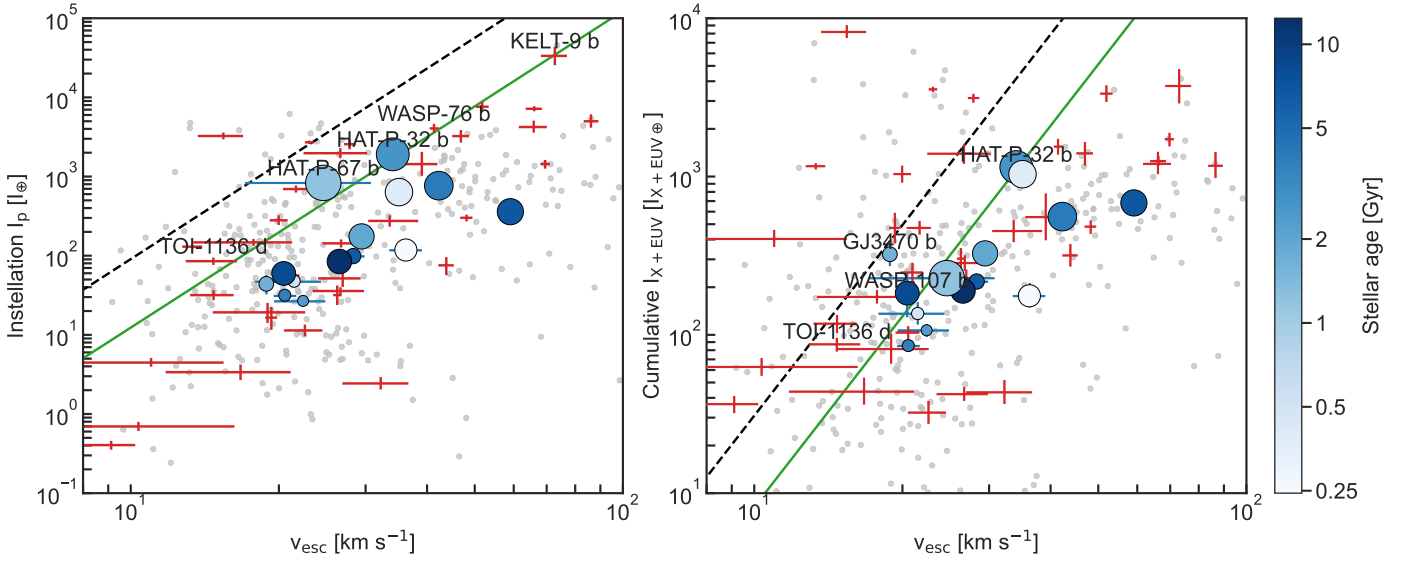 10^5
10^4
10^3
10^2
10^1
10^0
10^−1
Instellation I_p [I_⊕]
KELT-9 b
WASP-76 b
HAT-P-32 b
HAT-P-67 b
TOI-1136 d
10^1
10^2
v_esc [km s^−1]
10^4
10^3
10^2
10^1
Cumulative I_X + EUV [I_X + EUV ⊕]
HAT-P-32 b
GJ3470 b
WASP-107 b
TOI-1136 d
10^1
10^2
v_esc [km s^−1]
10
5
2
1
0.5
0.25
Stellar age [Gyr]